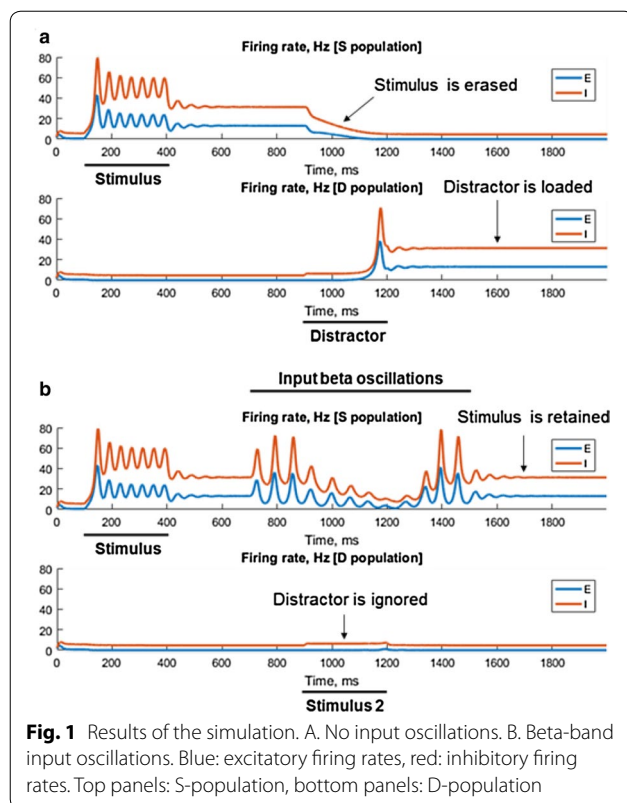 a
Firing rate, Hz [S population]
80
60
40
20
0
Stimulus is erased
E
I
0 200 400 600 800 1000 1200 1400 1600 1800
Time, ms
Stimulus
Firing rate, Hz [D population]
Distractor is loaded
80
60
40
20
0
E
I
0 200 400 600 800 1000 1200 1400 1600 1800
Time, ms
Distractor
b
Input beta oscillations
Firing rate, Hz [S population]
Stimulus is retained
80
60
40
20
0
E
I
0 200 400 600 800 1000 1200 1400 1600 1800
Time, ms
Stimulus
Firing rate, Hz [D population]
Distractor is ignored
80
60
40
20
0
E
I
0 200 400 600 800 1000 1200 1400 1600 1800
Time, ms
Stimulus 2
Fig. 1 Results of the simulation. A. No input oscillations. B. Beta-band
input oscillations. Blue: excitatory firing rates, red: inhibitory firing
rates. Top panels: S-population, bottom panels: D-population